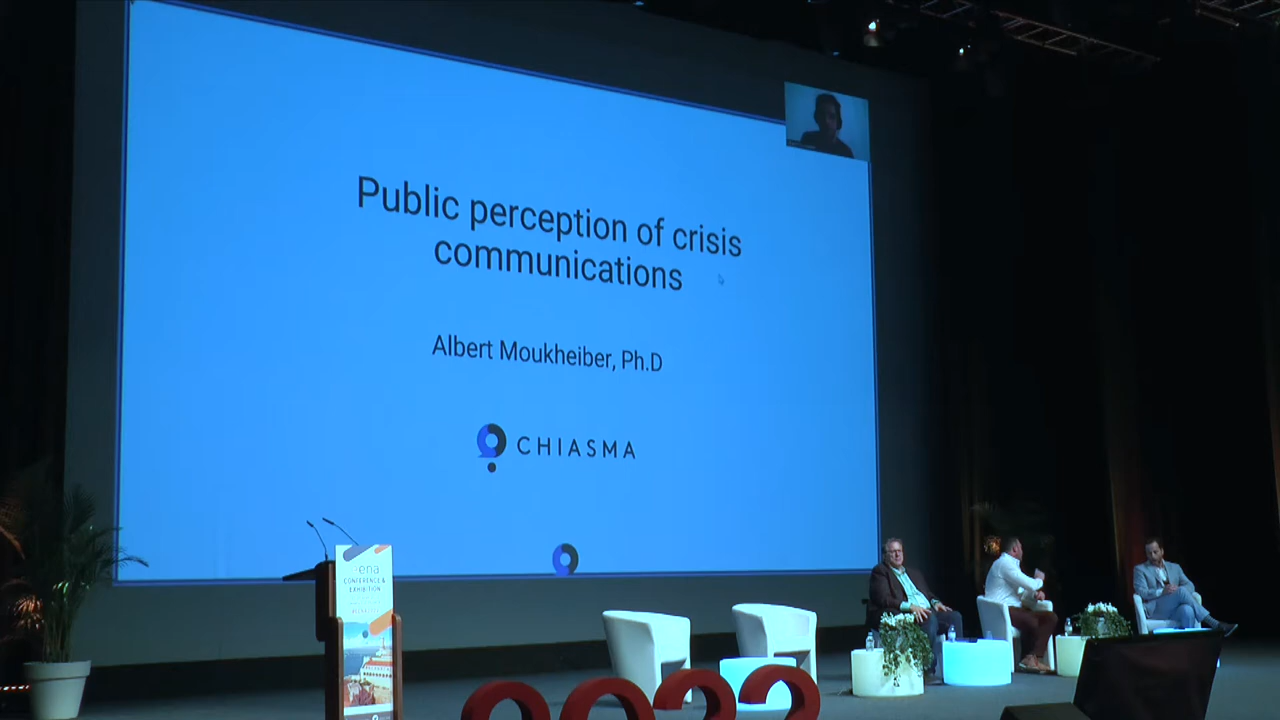 Public perception of crisis
communications
Albert Moukheiber, Ph.D
CHIASMA
ena
CONFERENCE &
EXHIBITION